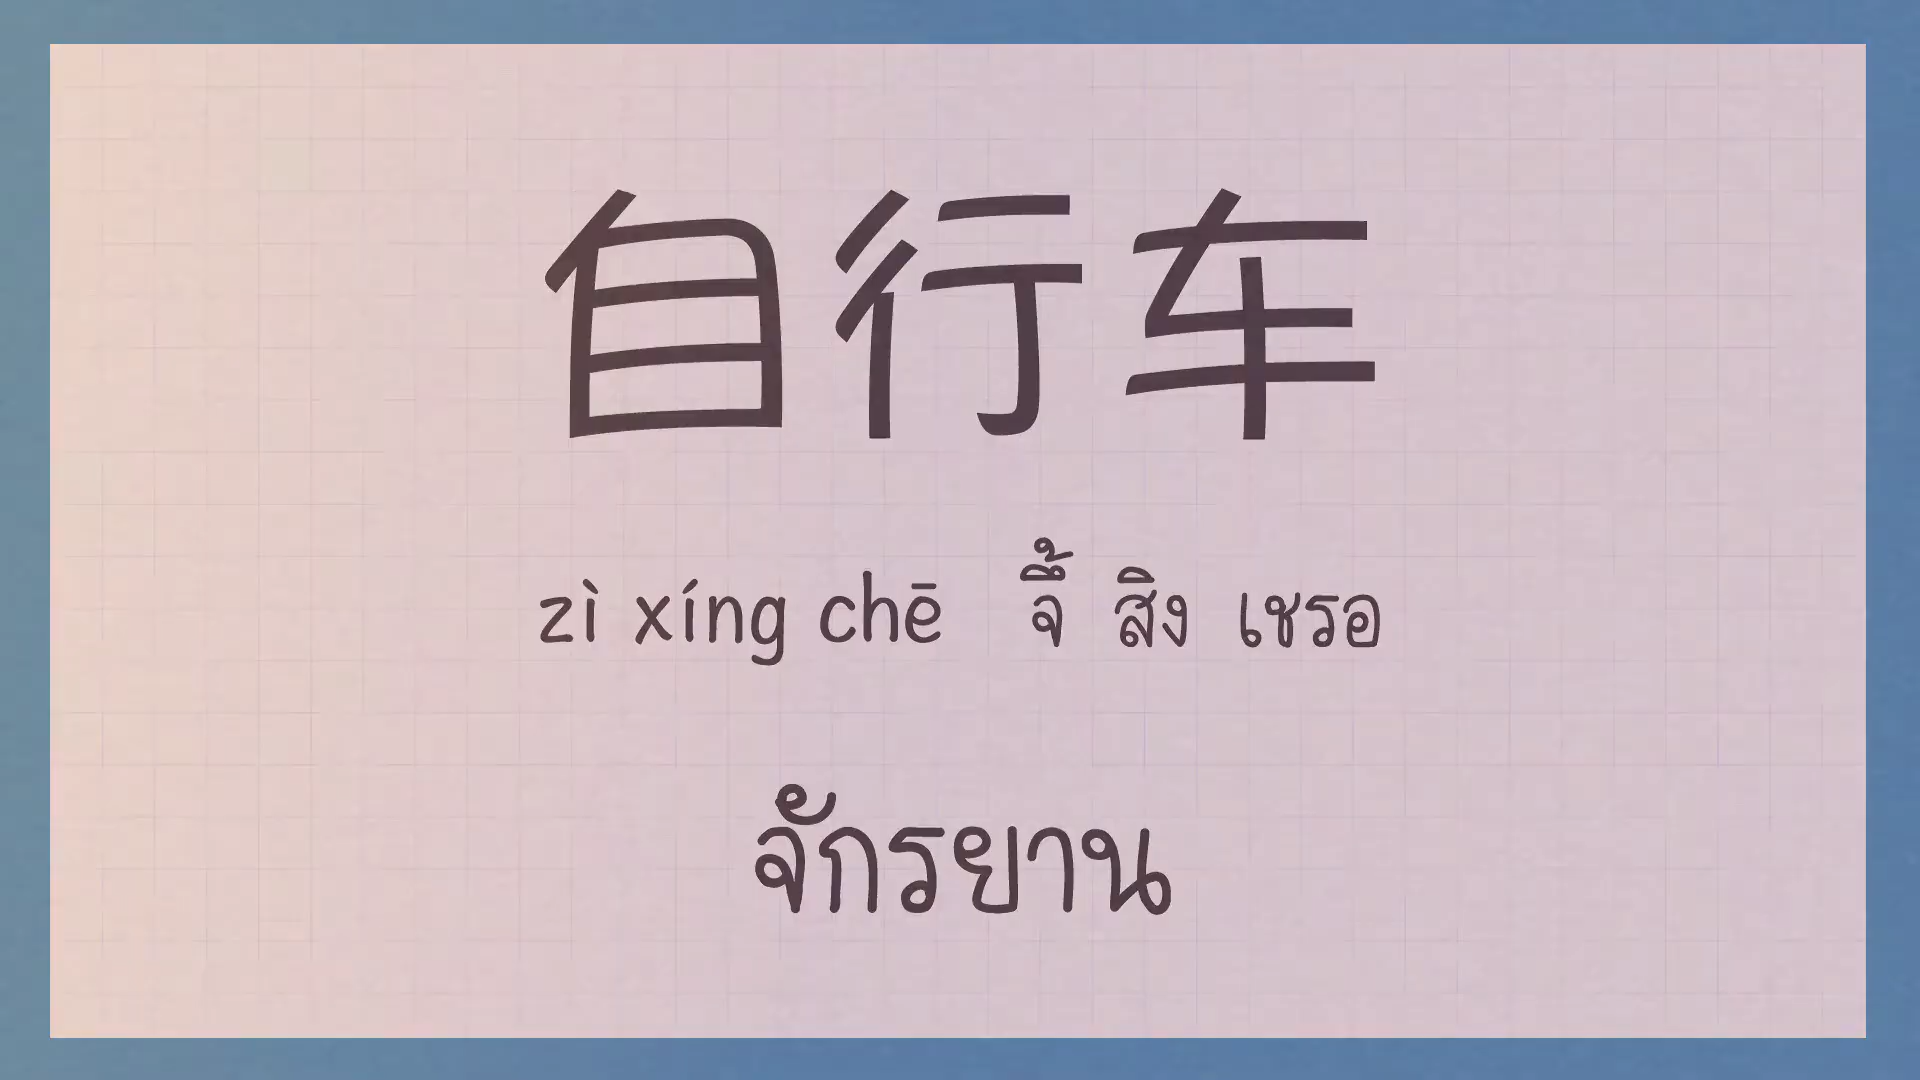 自行车
zì xíng chē จื้ สิง เชรอ
จักรยาน